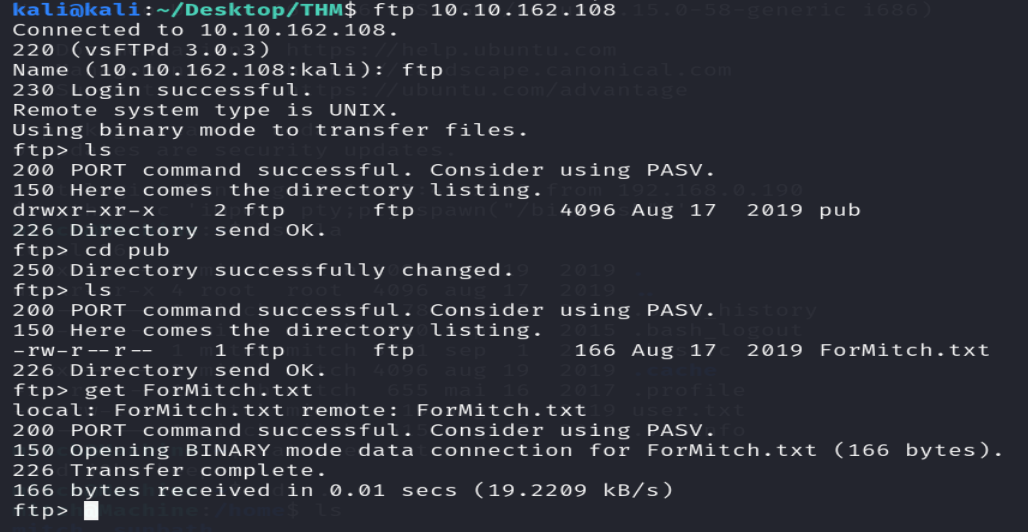 kali@kali:~/Desktop/THM$ ftp 10.10.162.108
Connected to 10.10.162.108.
220 (vsFTPd 3.0.3)
Name (10.10.162.108:kali): ftp
230 Login successful.
Remote system type is UNIX.
Using binary mode to transfer files.
ftp> ls
200 PORT command successful. Consider using PASV.
150 Here comes the directory listing.
drwxr-xr-x    2 ftp      ftp          4096 Aug 17  2019 pub
226 Directory send OK.
ftp> cd pub
250 Directory successfully changed.
ftp> ls
200 PORT command successful. Consider using PASV.
150 Here comes the directory listing.
-rw-r--r--    1 ftp      ftp           166 Aug 17  2019 ForMitch.txt
226 Directory send OK.
ftp> get ForMitch.txt
local: ForMitch.txt remote: ForMitch.txt
200 PORT command successful. Consider using PASV.
150 Opening BINARY mode data connection for ForMitch.txt (166 bytes).
226 Transfer complete.
166 bytes received in 0.01 secs (19.2209 kB/s)
ftp>